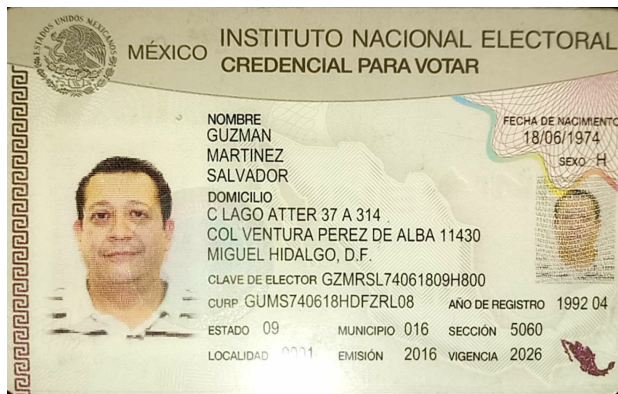 ESTADOS UNIDOS MEXICANOS
MÉXICO INSTITUTO NACIONAL ELECTORAL
CREDENCIAL PARA VOTAR
NOMBRE
GUZMAN
MARTINEZ
SALVADOR
FECHA DE NACIMIENTO
18/06/1974
SEXO H
DOMICILIO
C LAGO ATTER 37 A 314
COL VENTURA PEREZ DE ALBA 11430
MIGUEL HIDALGO, D.F.
CLAVE DE ELECTOR GZMRSL74061809H800
CURP GUMS740618HDFZRL08 AÑO DE REGISTRO 1992 04
ESTADO 09 MUNICIPIO 016 SECCIÓN 5060
LOCALIDAD 0001 EMISIÓN 2016 VIGENCIA 2026